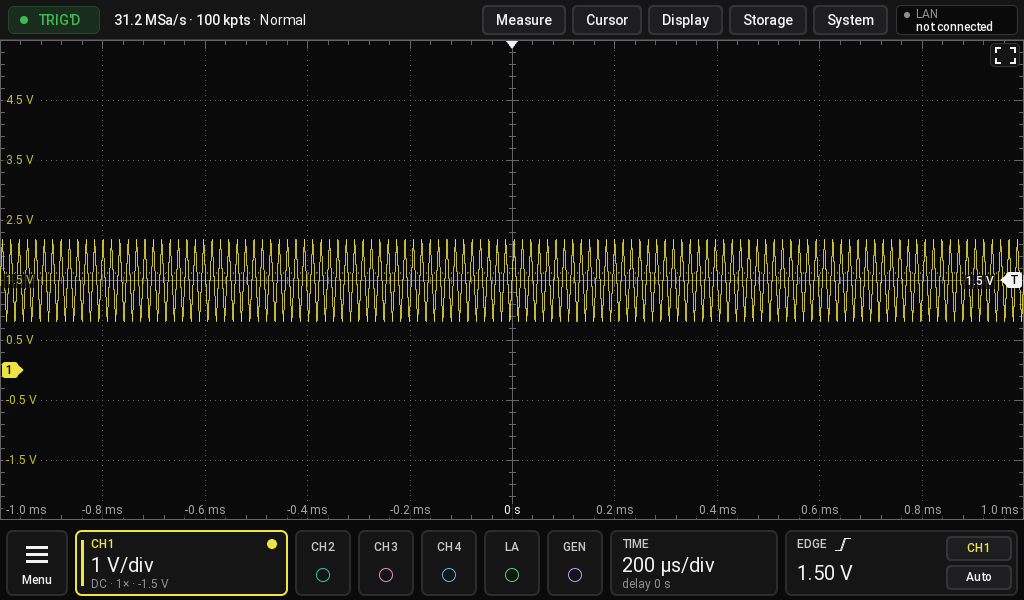 TRIG'D
31.2 MSa/s · 100 kpts · Normal
Measure
Cursor
Display
Storage
System
LAN
not connected
4.5 V
3.5 V
2.5 V
1.5 V
1.5 V
T
0.5 V
1
-0.5 V
-1.5 V
-1.0 ms
-0.8 ms
-0.6 ms
-0.4 ms
-0.2 ms
0 s
0.2 ms
0.4 ms
0.6 ms
0.8 ms
1.0 ms
Menu
CH1
1 V/div
DC · 1× · -1.5 V
CH2
CH3
CH4
LA
GEN
TIME
200 µs/div
delay 0 s
EDGE
1.50 V
CH1
Auto